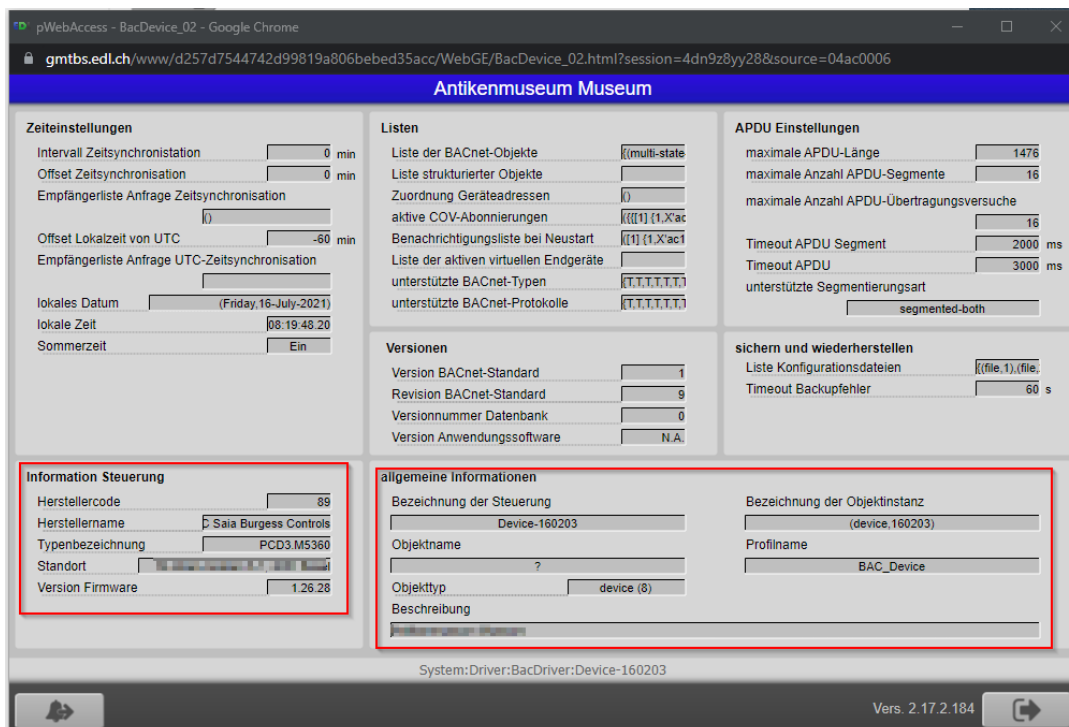 pWebAccess - BacDevice_02 - Google Chrome
gmtbs.edl.ch/www/d257d7544742d99819a806bebed35acc/WebGE/BacDevice_02.html?session=4dn9z8yy28&source=04ac0006
Antikenmuseum Museum
Zeiteinstellungen
Intervall Zeitsynchronistation 0 min
Offset Zeitsynchronisation 0 min
Empfängerliste Anfrage Zeitsynchronisation
()
Offset Lokalzeit von UTC -60 min
Empfängerliste Anfrage UTC-Zeitsynchronisation
lokales Datum (Friday,16-July-2021)
lokale Zeit 08:19:48.20
Sommerzeit Ein
Listen
Liste der BACnet-Objekte {(multi-state
Liste strukturierter Objekte
Zuordnung Geräteadressen ()
aktive COV-Abonnierungen ({{[1] {1,X'ac
Benachrichtigungsliste bei Neustart ([1] {1,X'ac1
Liste der aktiven virtuellen Endgeräte
unterstützte BACnet-Typen {T,T,T,T,T,T
unterstützte BACnet-Protokolle {T,T,T,T,T,T
APDU Einstellungen
maximale APDU-Länge 1476
maximale Anzahl APDU-Segmente 16
maximale Anzahl APDU-Übertragungsversuche
16
Timeout APDU Segment 2000 ms
Timeout APDU 3000 ms
unterstützte Segmentierungsart
segmented-both
Versionen
Version BACnet-Standard 1
Revision BACnet-Standard 9
Versionnummer Datenbank 0
Version Anwendungssoftware N.A.
sichern und wiederherstellen
Liste Konfigurationsdateien {(file,1),(file,
Timeout Backupfehler 60 s
Information Steuerung
Herstellercode 89
Herstellername C Saia Burgess Controls
Typenbezeichnung PCD3.M5360
Standort
Version Firmware 1.26.28
allgemeine Informationen
Bezeichnung der Steuerung
Device-160203
Objektname
?
Objekttyp device (8)
Beschreibung
Bezeichnung der Objektinstanz
(device,160203)
Profilname
BAC_Device
System:Driver:BacDriver:Device-160203
Vers. 2.17.2.184